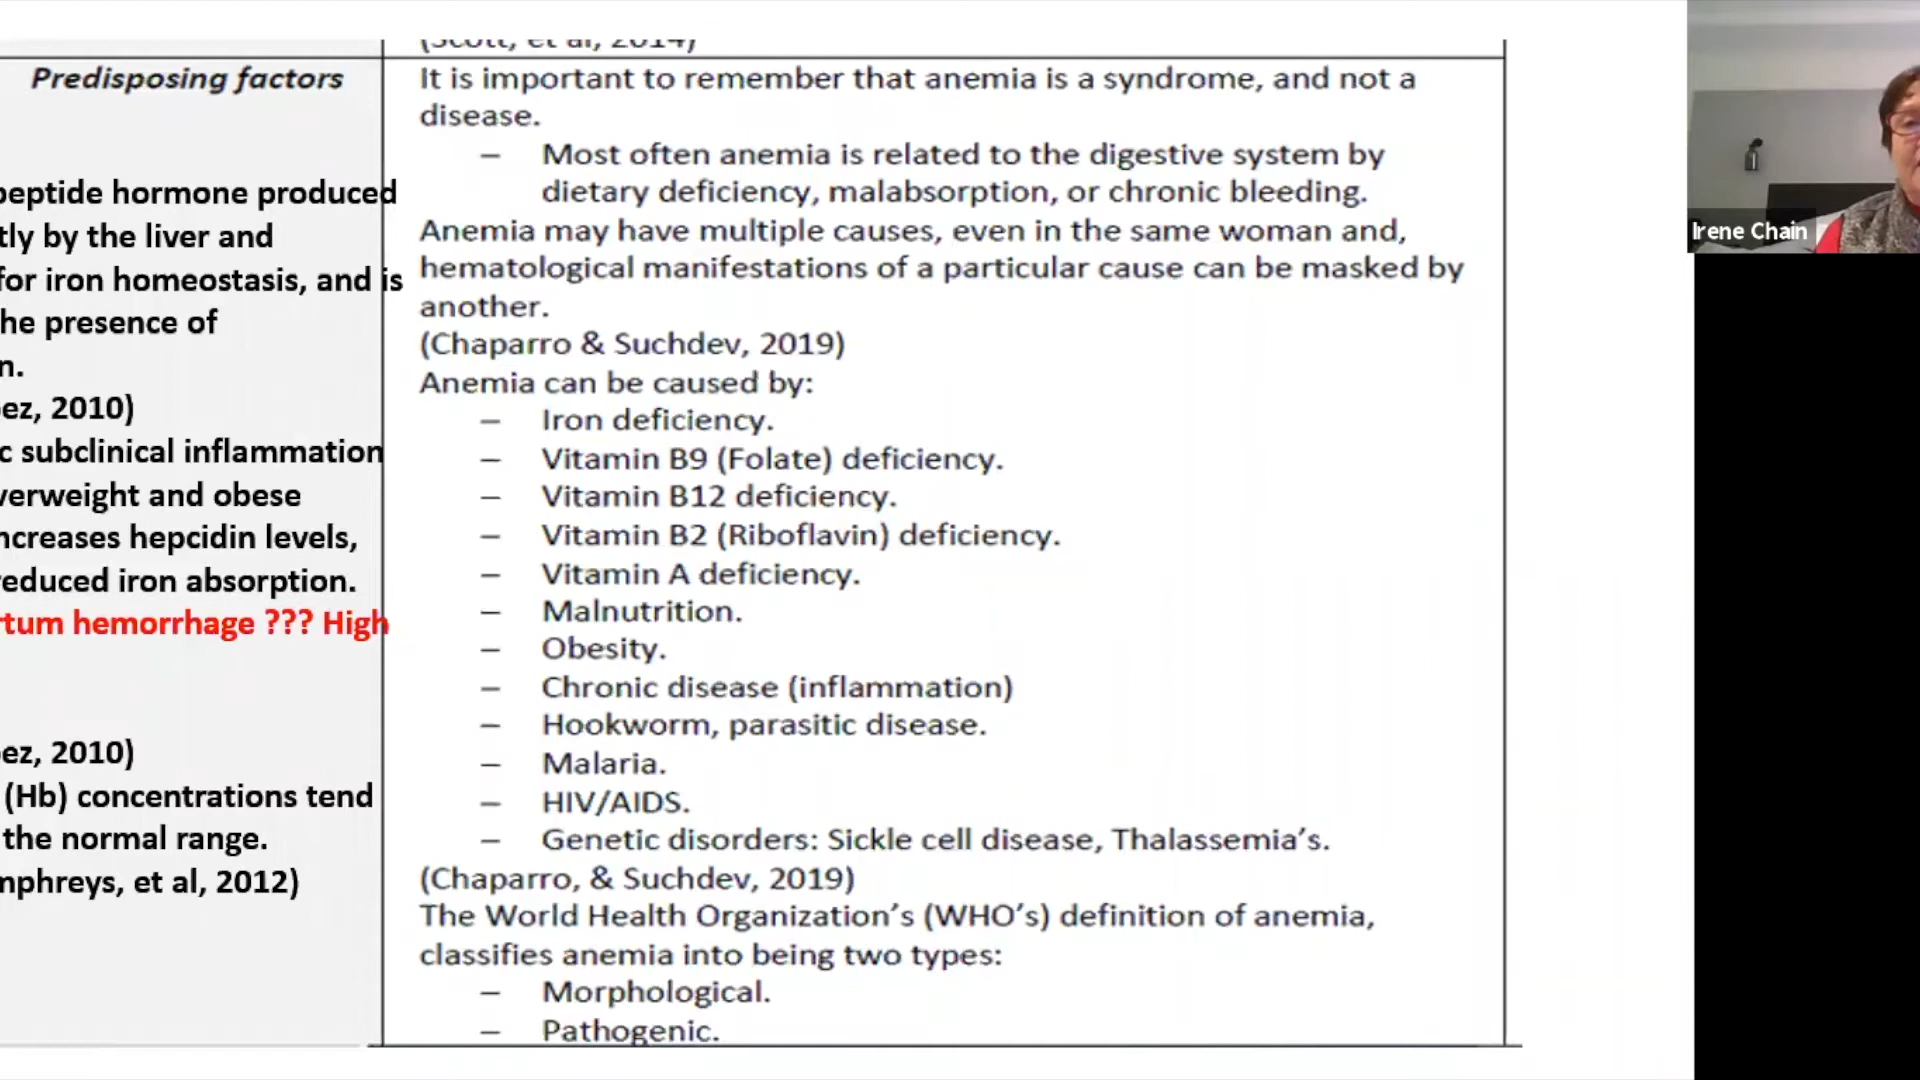 (Scott, et al, 2014)
Predisposing factors
peptide hormone produced
tly by the liver and
for iron homeostasis, and is
he presence of
n.
ez, 2010)
c subclinical inflammation
verweight and obese
ncreases hepcidin levels,
reduced iron absorption.
rtum hemorrhage ??? High
ez, 2010)
(Hb) concentrations tend
the normal range.
mphreys, et al, 2012)
It is important to remember that anemia is a syndrome, and not a
disease.
– Most often anemia is related to the digestive system by
dietary deficiency, malabsorption, or chronic bleeding.
Anemia may have multiple causes, even in the same woman and,
hematological manifestations of a particular cause can be masked by
another.
(Chaparro & Suchdev, 2019)
Anemia can be caused by:
– Iron deficiency.
– Vitamin B9 (Folate) deficiency.
– Vitamin B12 deficiency.
– Vitamin B2 (Riboflavin) deficiency.
– Vitamin A deficiency.
– Malnutrition.
– Obesity.
– Chronic disease (inflammation)
– Hookworm, parasitic disease.
– Malaria.
– HIV/AIDS.
– Genetic disorders: Sickle cell disease, Thalassemia’s.
(Chaparro, & Suchdev, 2019)
The World Health Organization’s (WHO’s) definition of anemia,
classifies anemia into being two types:
– Morphological.
– Pathogenic.
Irene Chain